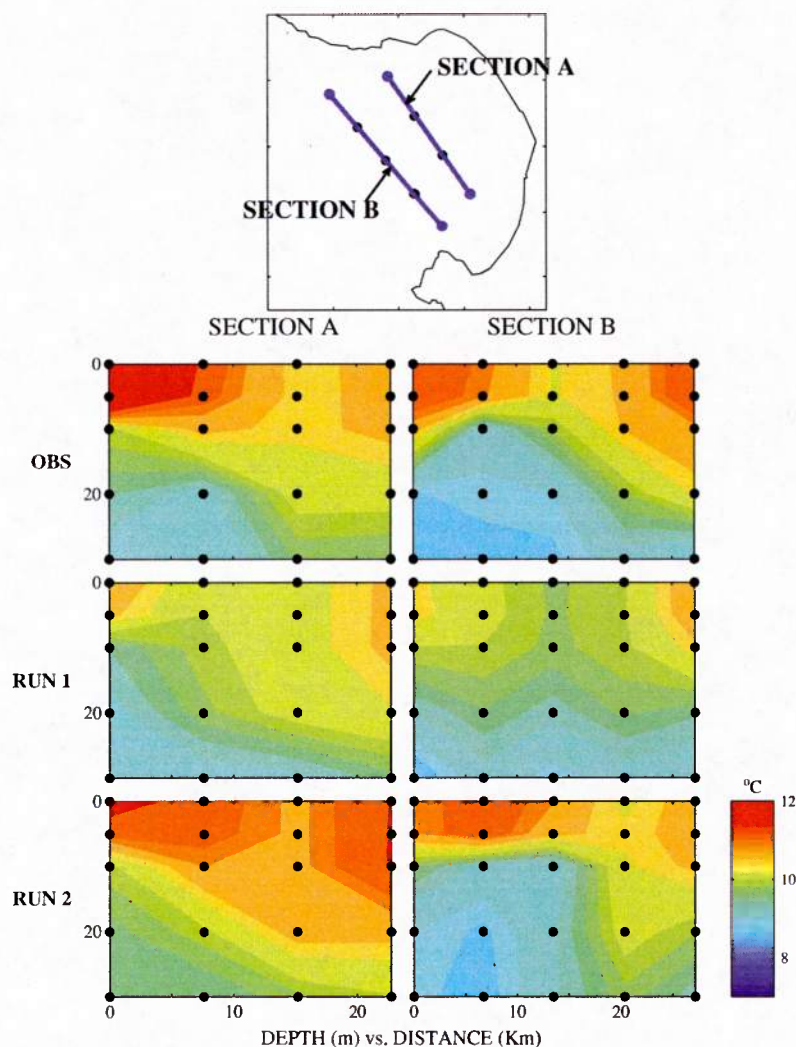 SECTION A
SECTION B
SECTION A SECTION B
0
OBS
20
0
RUN 1
20
°C
0
12
10
RUN 2
20
8
0 10 20 0 10 20
DEPTH (m) vs. DISTANCE (Km)